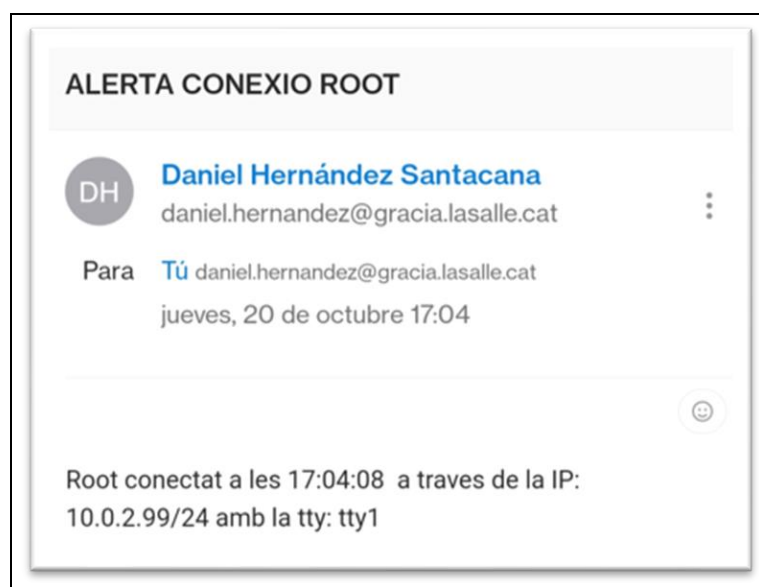 ALERTA CONEXIO ROOT
DH
Daniel Hernández Santacana
daniel.hernandez@gracia.lasalle.cat
Para Tú daniel.hernandez@gracia.lasalle.cat
jueves, 20 de octubre 17:04
Root conectat a les 17:04:08  a traves de la IP:
10.0.2.99/24 amb la tty: tty1